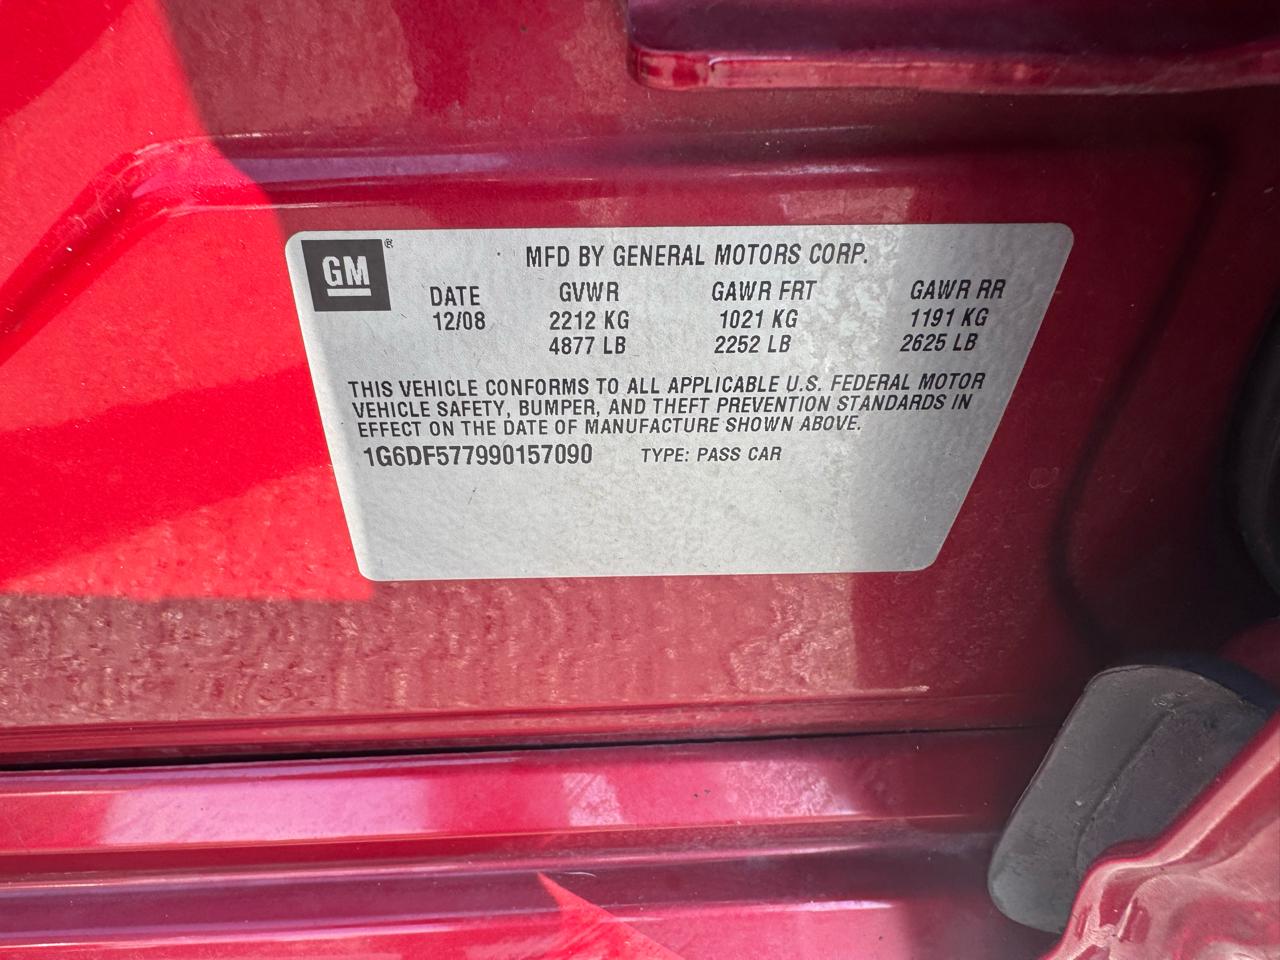 GM®
MFD BY GENERAL MOTORS CORP.
DATE GVWR GAWR FRT GAWR RR
12/08 2212 KG 1021 KG 1191 KG
4877 LB 2252 LB 2625 LB
THIS VEHICLE CONFORMS TO ALL APPLICABLE U.S. FEDERAL MOTOR
VEHICLE SAFETY, BUMPER, AND THEFT PREVENTION STANDARDS IN
EFFECT ON THE DATE OF MANUFACTURE SHOWN ABOVE.
1G6DF577990157090 TYPE: PASS CAR